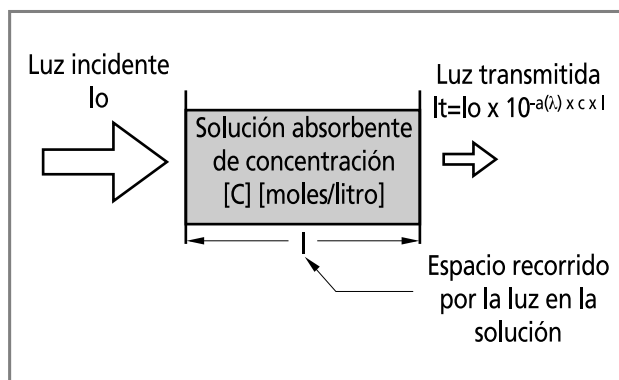 Luz incidente
Io
Solución absorbente
de concentración
[C] [moles/litro]
Luz transmitida
It=Io x 10-a(λ) x c x l
l
Espacio recorrido
por la luz en la
solución